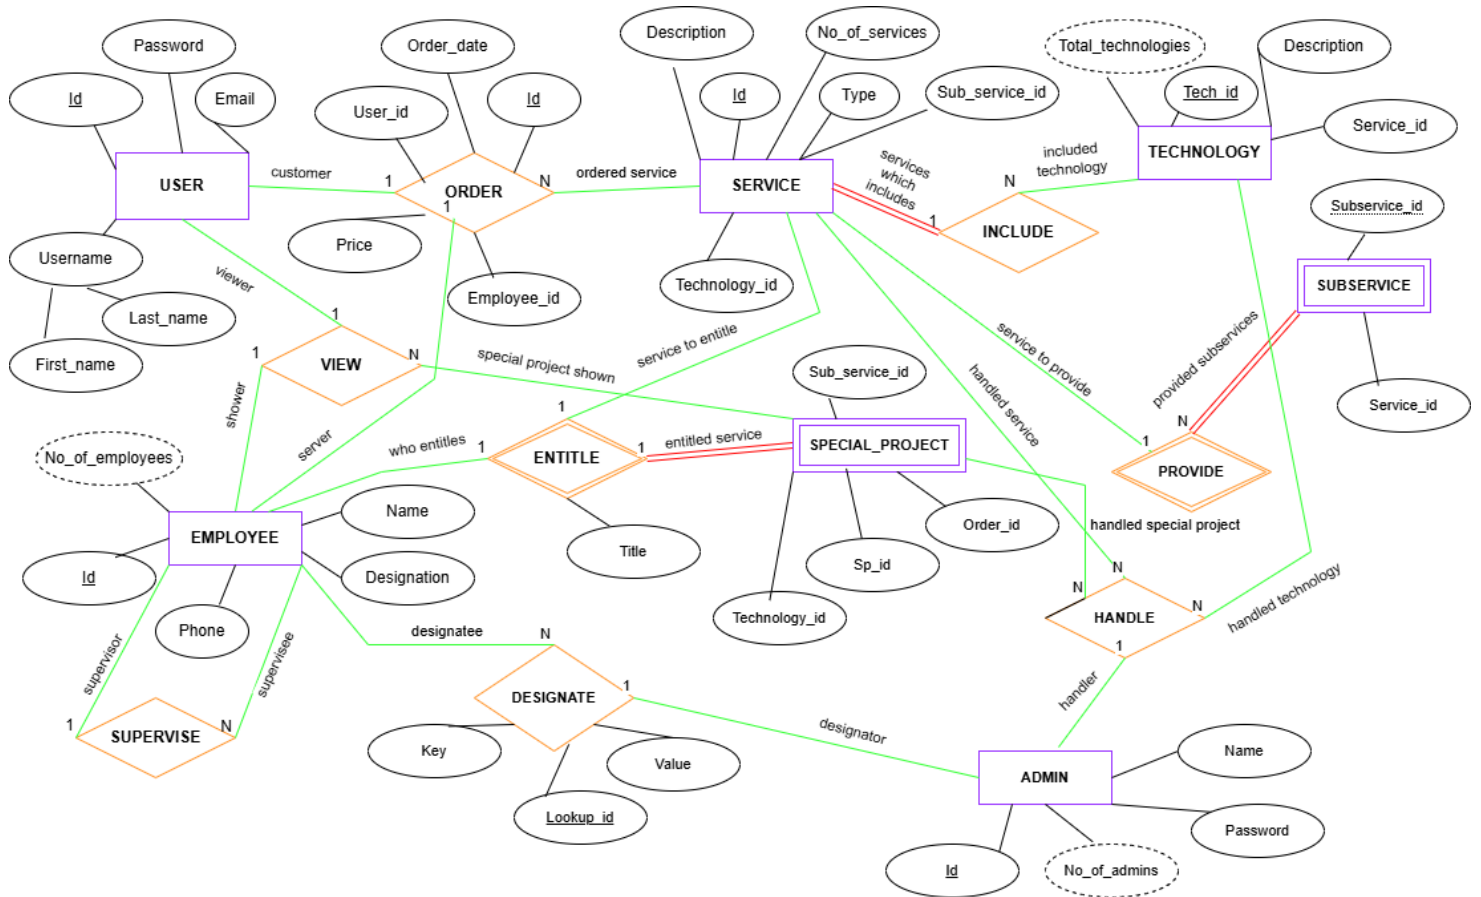 Password
Order_date
Description
No_of_services
Total_technologies
Description
Id
Email
User_id
Id
Id
Type
Sub_service_id
Tech_id
Service_id
USER
customer
1
ORDER
N
ordered service
SERVICE
services
which
includes
1
included
technology
N
TECHNOLOGY
INCLUDE
Subservice_id
SUBSERVICE
1
Price
Employee_id
Technology_id
Username
Last_name
First_name
viewer
1
1
VIEW
N
special project shown
service to entitle
service to provide
handled service
provided subservices
Service_id
shower
server
who entitles
1
1
ENTITLE
1
entitled service
Sub_service_id
SPECIAL_PROJECT
1
N
PROVIDE
No_of_employees
Name
EMPLOYEE
Id
Designation
Phone
Title
Order_id
Sp_id
Technology_id
handled special project
handled technology
N
N
N
HANDLE
1
supervisor
supervisee
1
N
SUPERVISE
designatee
N
DESIGNATE
1
Key
Value
Lookup_id
designator
handler
ADMIN
Name
Password
Id
No_of_admins